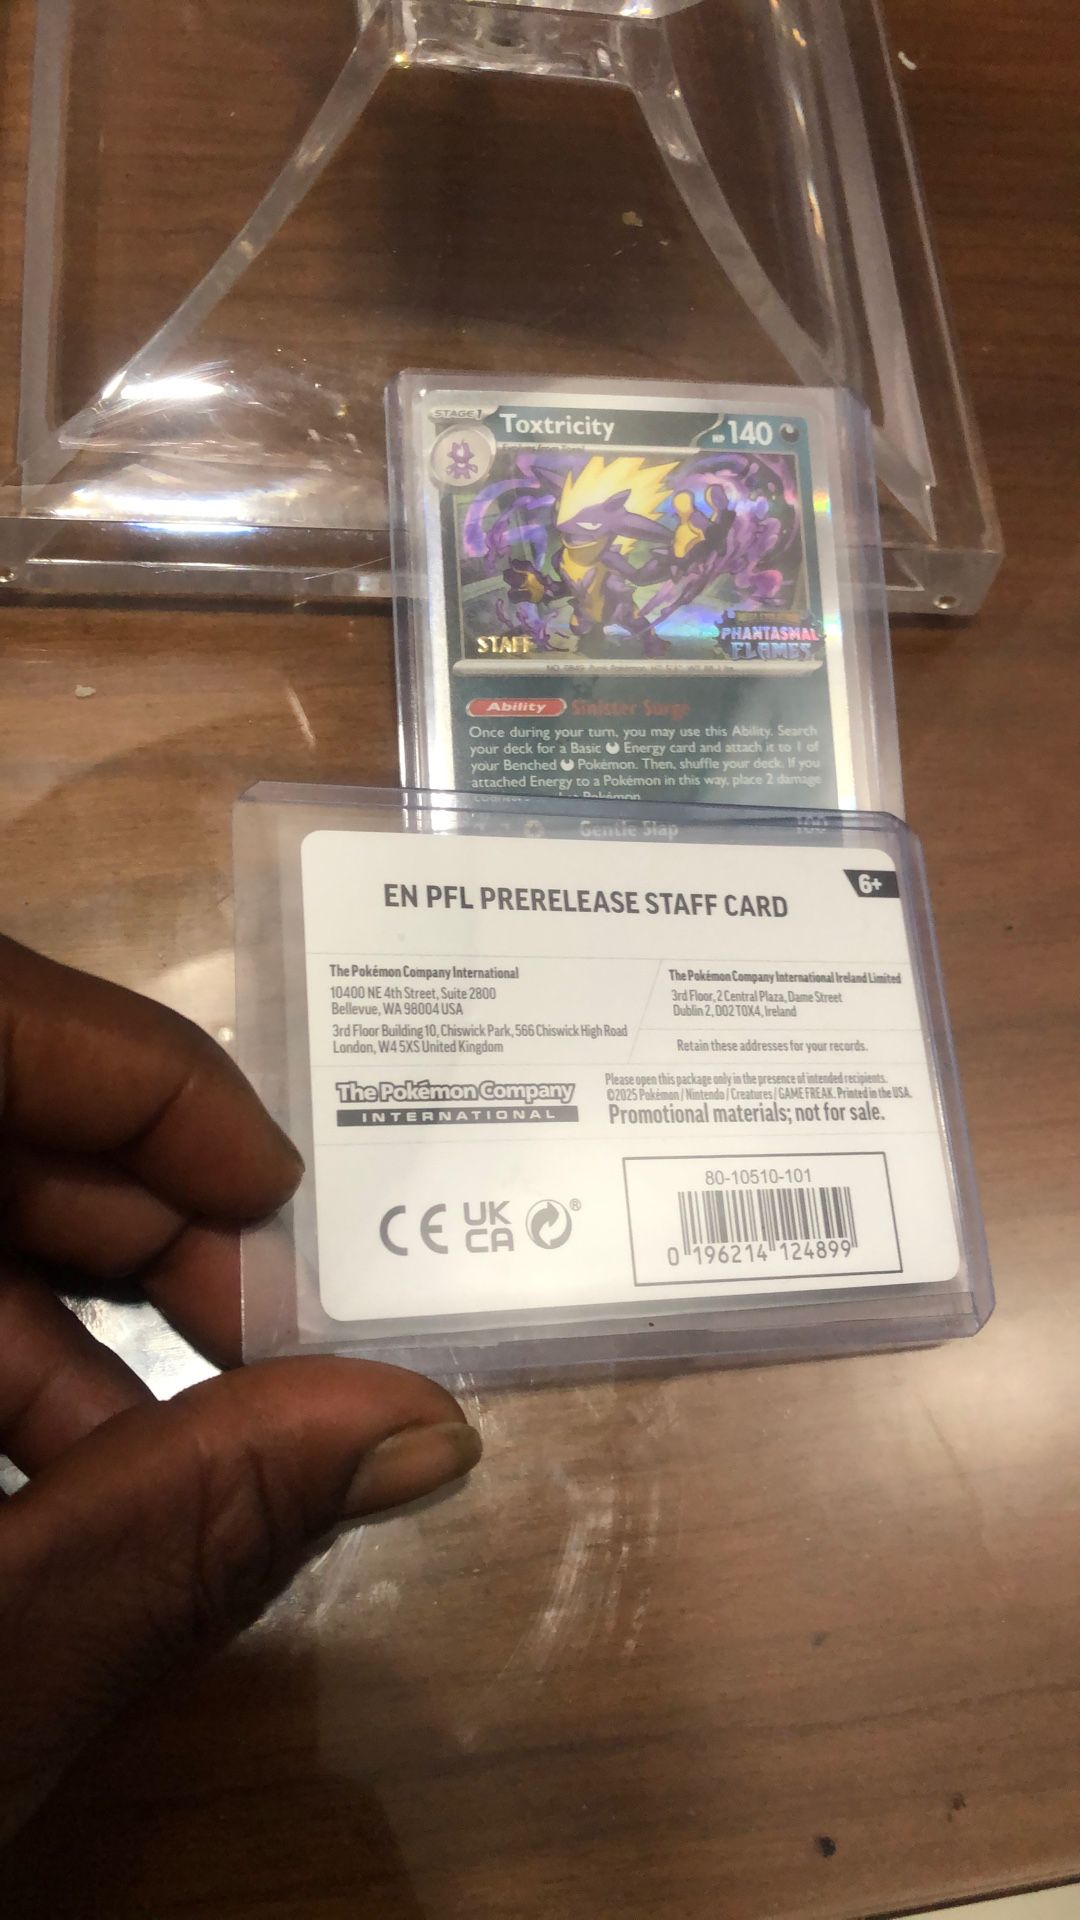 STAGE 1
Toxtricity
HP 140
STAFF
PHANTASMAL
FLAMES
Ability Sinister Surge
Once during your turn, you may use this Ability. Search
your deck for a Basic Energy card and attach it to 1 of
your Benched Pokémon. Then, shuffle your deck. If you
attached Energy to a Pokémon in this way, place 2 damage
Pokémon.
Gentle Slap 100
EN PFL PRERELEASE STAFF CARD
6+
The Pokémon Company International
10400 NE 4th Street, Suite 2800
Bellevue, WA 98004 USA
3rd Floor Building 10, Chiswick Park, 566 Chiswick High Road
London, W4 5XS United Kingdom
The Pokémon Company International Ireland Limited
3rd Floor, 2 Central Plaza, Dame Street
Dublin 2, D02 T0X4, Ireland
Retain these addresses for your records.
The Pokémon Company
INTERNATIONAL
Please open this package only in the presence of intended recipients.
©2025 Pokémon / Nintendo / Creatures / GAME FREAK. Printed in the USA.
Promotional materials; not for sale.
CE
UK
CA
®
80-10510-101
0 196214 124899